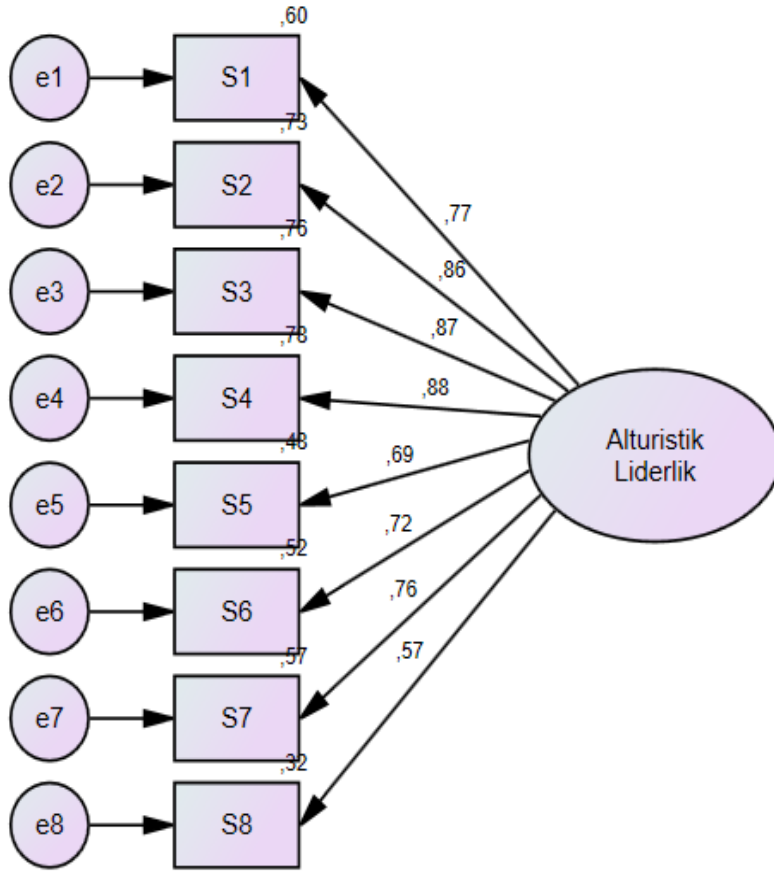 ,60
e1
S1
,73
e2
S2
,77
,76
,86
e3
S3
,87
,78
e4
S4
,88
Alturistik
Liderlik
,48
,69
e5
S5
,52
,72
e6
S6
,76
,57
,57
e7
S7
,32
e8
S8